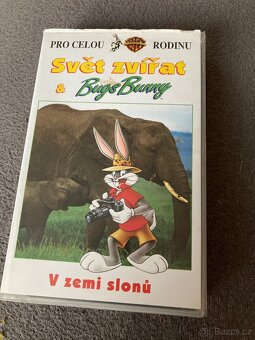 PRO CELOU RODINU
Svět zvířat
& Bugs Bunny
V zemi slonů